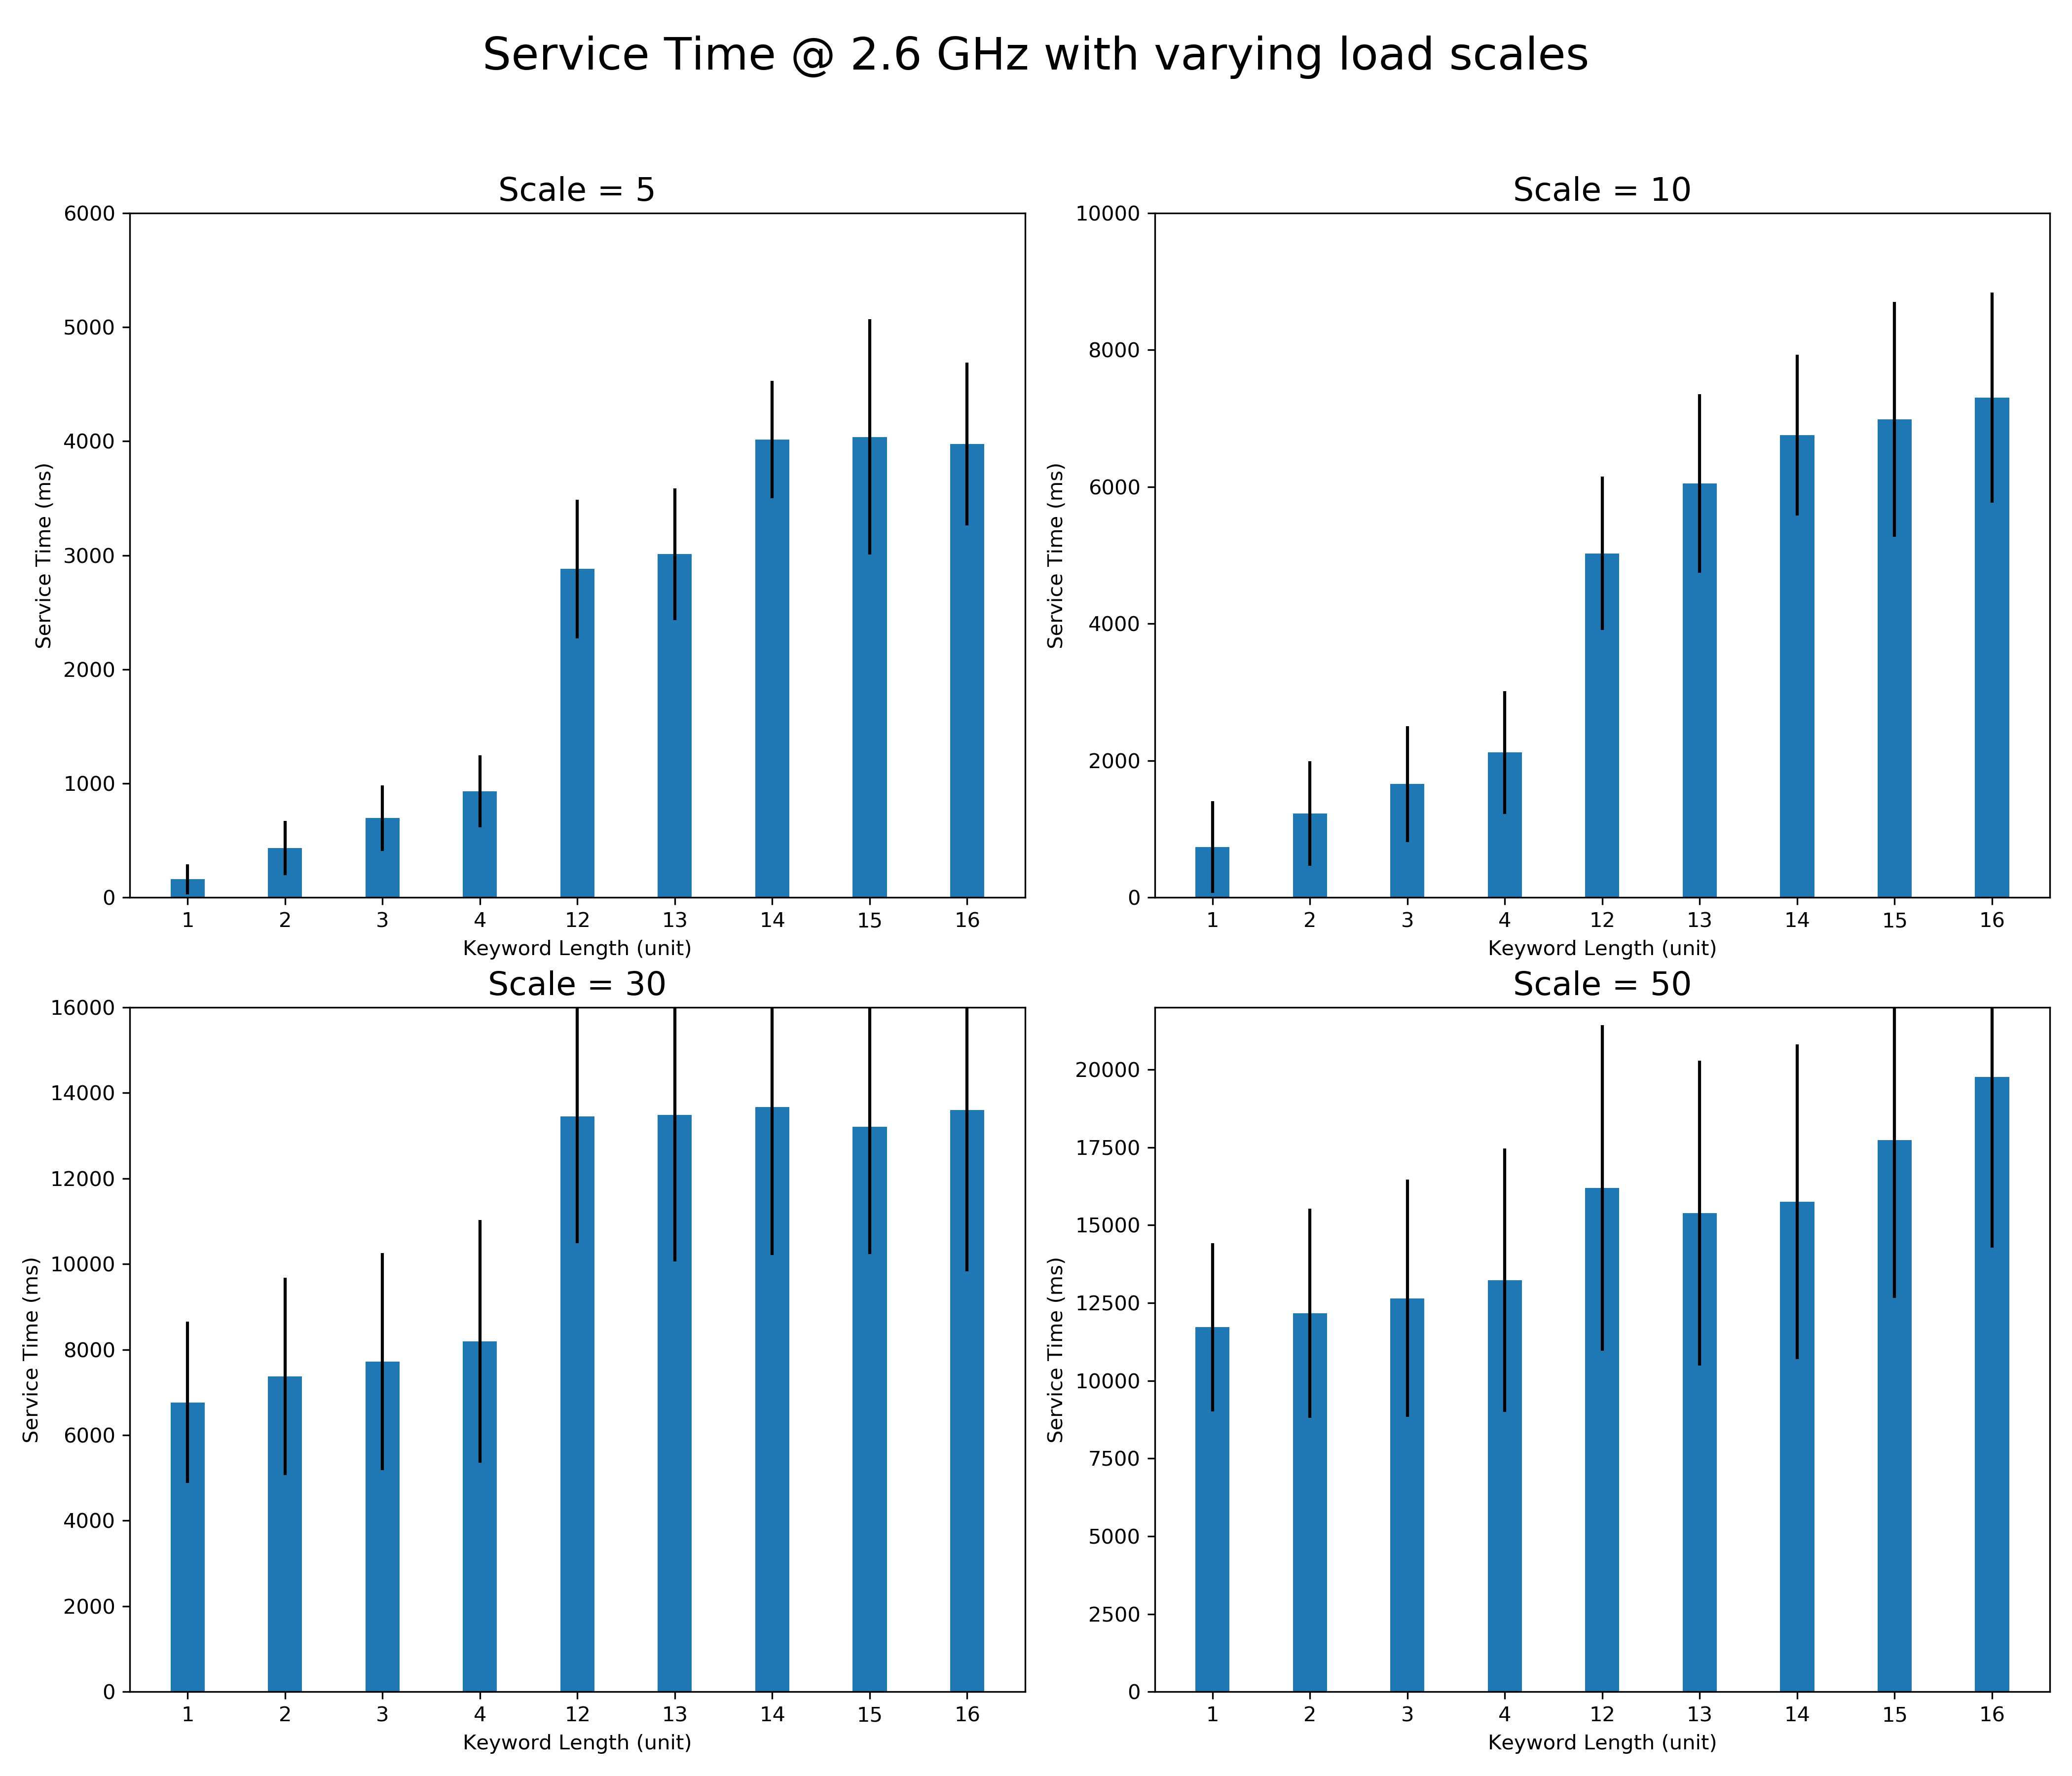 Service Time @ 2.6 GHz with varying load scales
Scale = 5
6000
5000
4000
3000
2000
1000
0
Service Time (ms)
1 2 3 4 12 13 14 15 16
Keyword Length (unit)
Scale = 10
10000
8000
6000
4000
2000
0
Service Time (ms)
1 2 3 4 12 13 14 15 16
Keyword Length (unit)
Scale = 30
16000
14000
12000
10000
8000
6000
4000
2000
0
Service Time (ms)
1 2 3 4 12 13 14 15 16
Keyword Length (unit)
Scale = 50
20000
17500
15000
12500
10000
7500
5000
2500
0
Service Time (ms)
1 2 3 4 12 13 14 15 16
Keyword Length (unit)